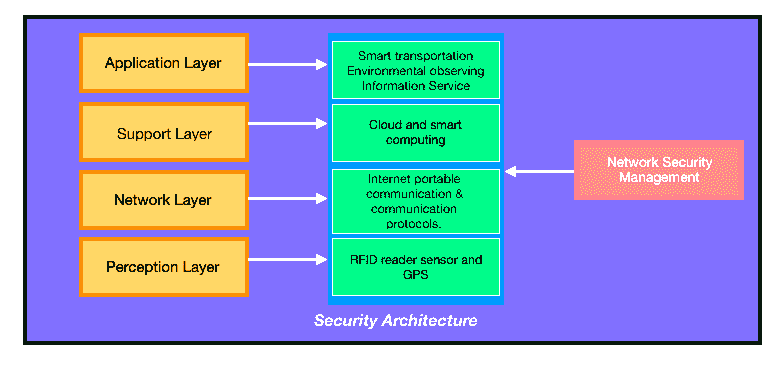 Application Layer
Smart transportation
Environmental observing
Information Service
Support Layer
Cloud and smart
computing
Network Security
Management
Network Layer
Internet portable
communication &
communication
protocols.
Perception Layer
RFID reader sensor and
GPS
Security Architecture